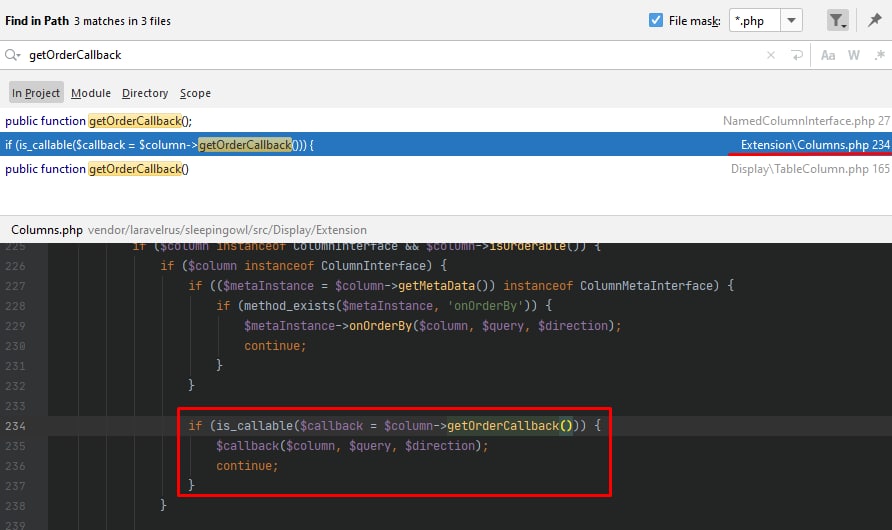 Find in Path 3 matches in 3 files File mask: *.php
getOrderCallback Aa W .*
In Project Module Directory Scope
public function getOrderCallback(); NamedColumnInterface.php 27
if (is_callable($callback = $column->getOrderCallback())) { Extension\Columns.php 234
public function getOrderCallback() Display\TableColumn.php 165
Columns.php vendor/laravelrus/sleepingowl/src/Display/Extension
225 if ($column instanceof ColumnInterface && $column->isOrderable()) {
226 if ($column instanceof ColumnInterface) {
227 if (($metaInstance = $column->getMetaData()) instanceof ColumnMetaInterface) {
228 if (method_exists($metaInstance, 'onOrderBy')) {
229 $metaInstance->onOrderBy($column, $query, $direction);
230 continue;
231 }
232 }
233
234 if (is_callable($callback = $column->getOrderCallback())) {
235 $callback($column, $query, $direction);
236 continue;
237 }
238 }
239